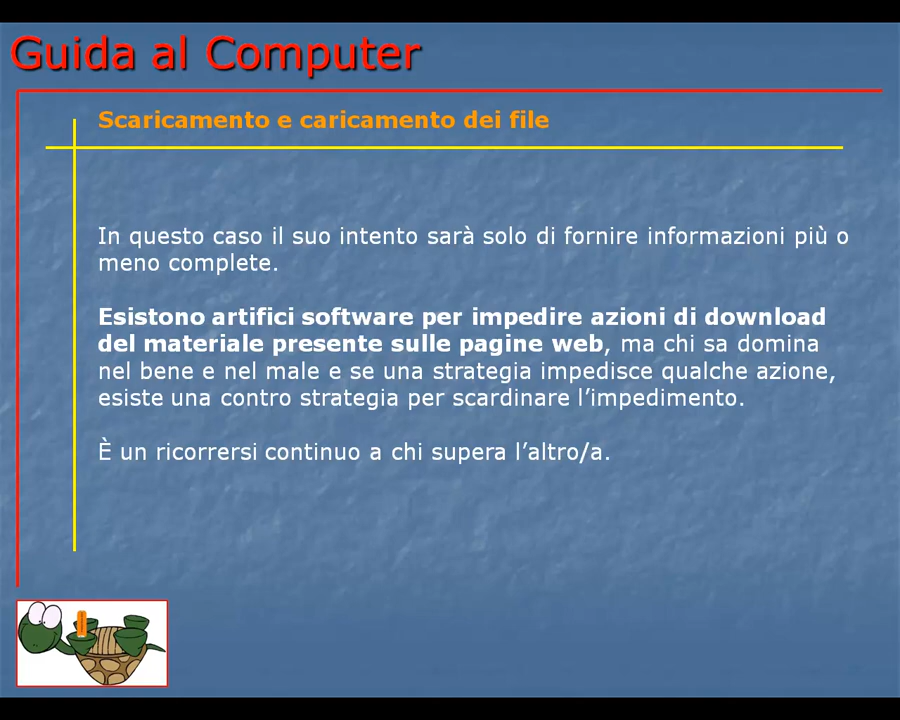 Guida al Computer
Scaricamento e caricamento dei file
In questo caso il suo intento sarà solo di fornire informazioni più o
meno complete.
Esistono artifici software per impedire azioni di download
del materiale presente sulle pagine web, ma chi sa domina
nel bene e nel male e se una strategia impedisce qualche azione,
esiste una contro strategia per scardinare l’impedimento.
È un ricorrersi continuo a chi supera l’altro/a.